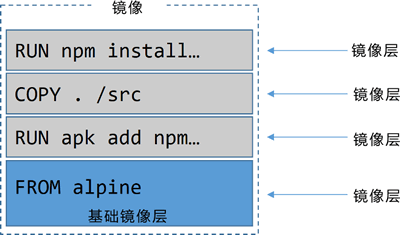 镜像
RUN npm install… 镜像层
COPY . /src 镜像层
RUN apk add npm… 镜像层
FROM alpine 镜像层
基础镜像层